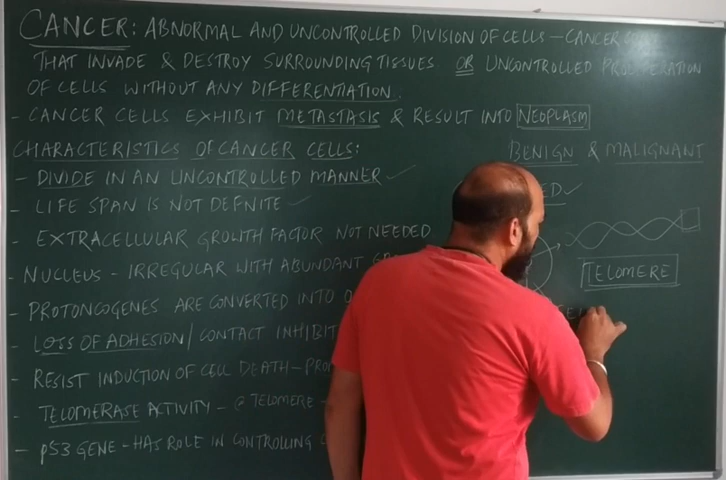 CANCER: ABNORMAL AND UNCONTROLLED DIVISION OF CELLS - CANCER
THAT INVADE & DESTROY SURROUNDING TISSUES OR UNCONTROLLED PROLIFERATION
OF CELLS WITHOUT ANY DIFFERENTIATION.
- CANCER CELLS EXHIBIT METASTASIS & RESULT INTO NEOPLASM
CHARACTERISTICS OF CANCER CELLS:
- DIVIDE IN AN UNCONTROLLED MANNER ✓
- LIFE SPAN IS NOT DEFNITE ✓
- EXTRACELLULAR GROWTH FACTOR NOT NEEDED
- NUCLEUS - IRREGULAR WITH ABUNDANT
- PROTONCOGENES ARE CONVERTED INTO
- LOSS OF ADHESION/CONTACT INHIBIT
- RESIST INDUCTION OF CELL DEATH -
- TELOMERASE ACTIVITY - @ TELOMERE -
- p53 GENE - HAS ROLE IN CONTROLLING
BENIGN & MALIGNANT
TELOMERE